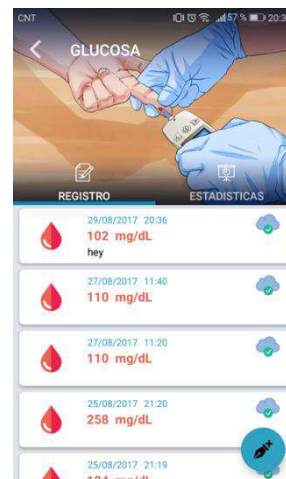 CNT 57 % 20:3
GLUCOSA
REGISTRO ESTADISTICAS
29/08/2017 20:36
102 mg/dL
hey
27/08/2017 11:40
110 mg/dL
27/08/2017 11:20
110 mg/dL
25/08/2017 21:20
258 mg/dL
25/08/2017 21:19